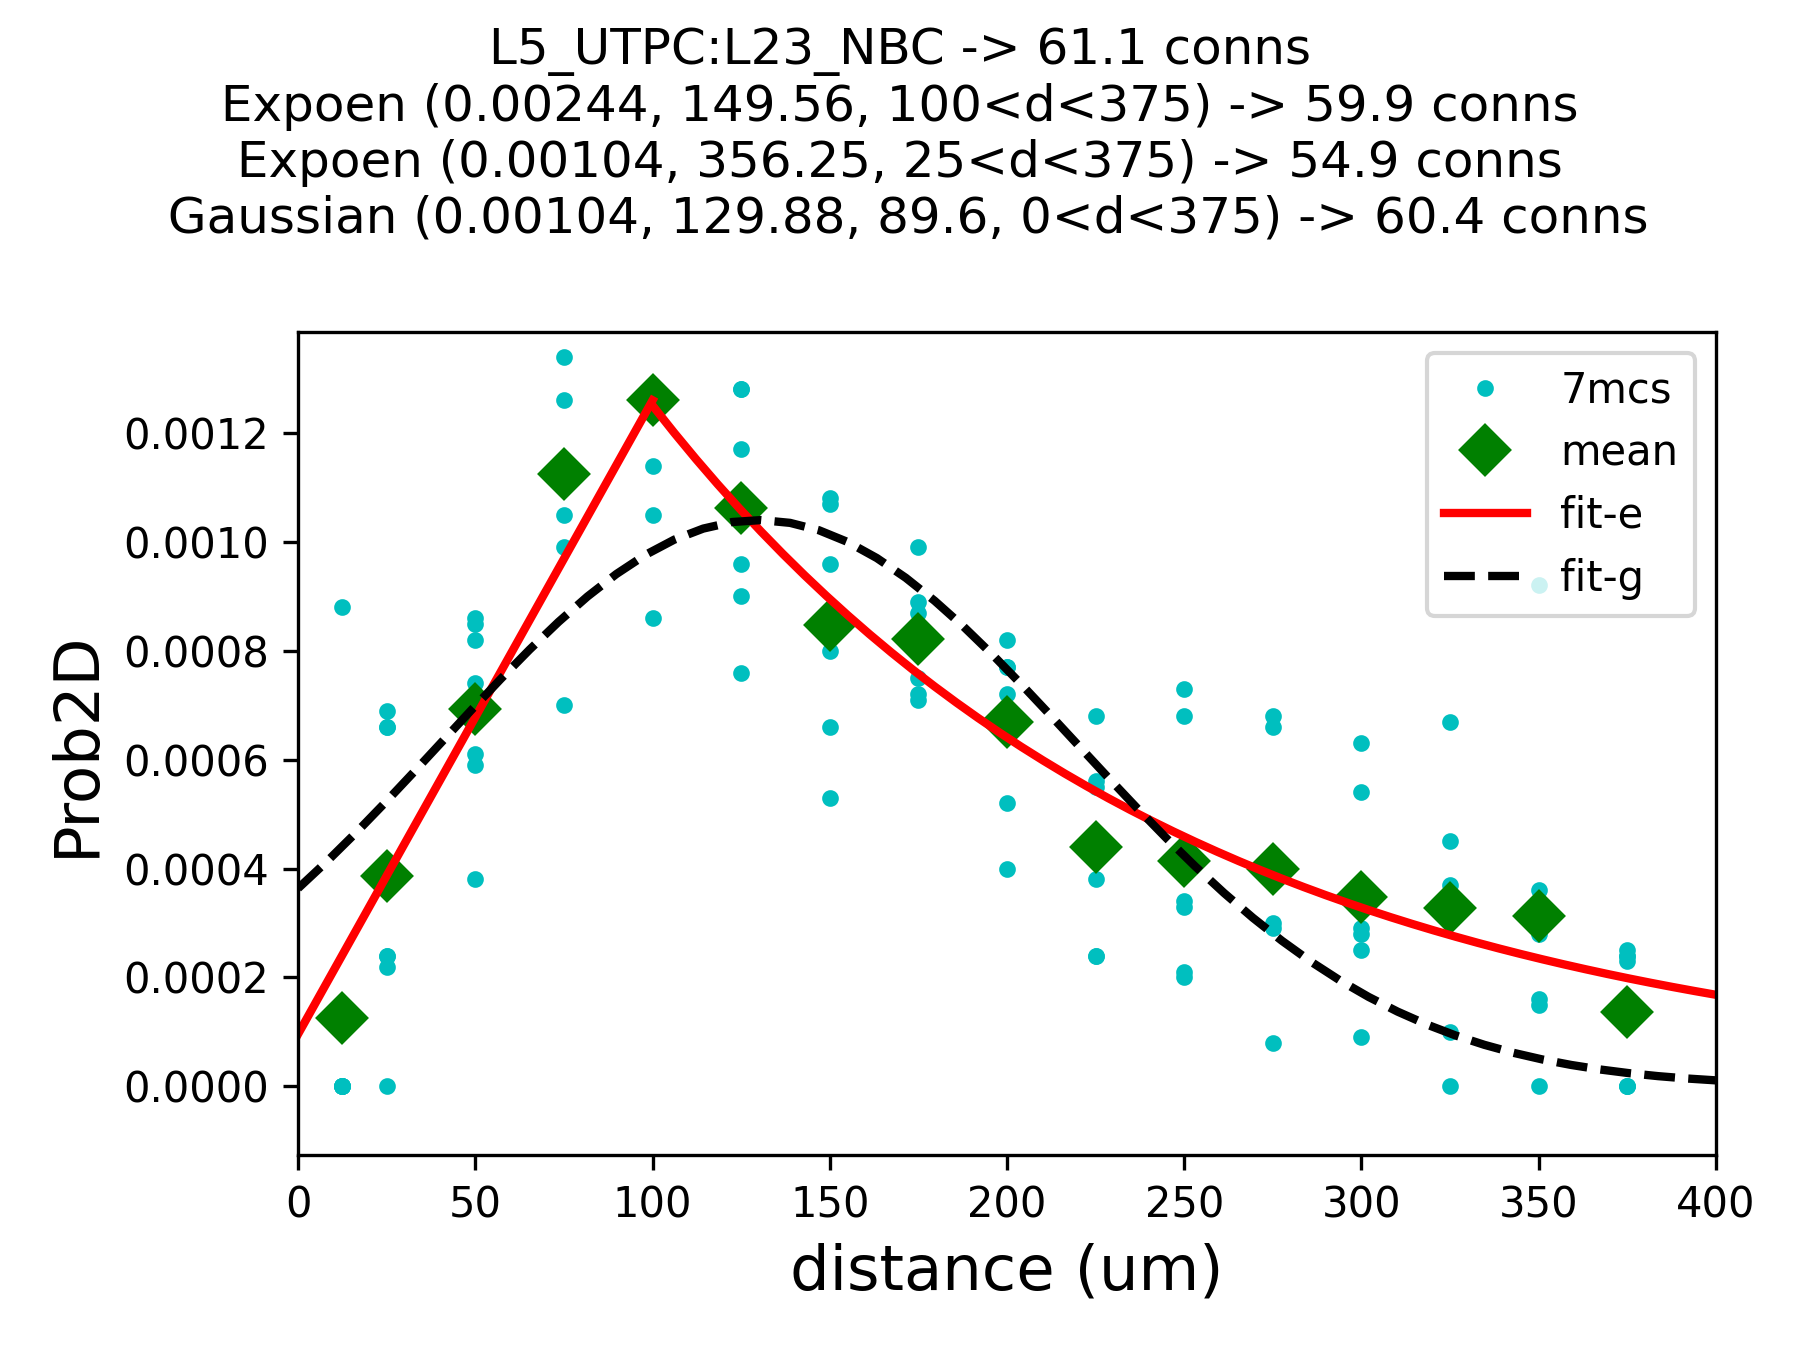 L5_UTPC:L23_NBC -> 61.1 conns
Expoen (0.00244, 149.56, 100<d<375) -> 59.9 conns
Expoen (0.00104, 356.25, 25<d<375) -> 54.9 conns
Gaussian (0.00104, 129.88, 89.6, 0<d<375) -> 60.4 conns
7mcs
mean
fit-e
fit-g
Prob2D
0.0012
0.0010
0.0008
0.0006
0.0004
0.0002
0.0000
0 50 100 150 200 250 300 350 400
distance (um)